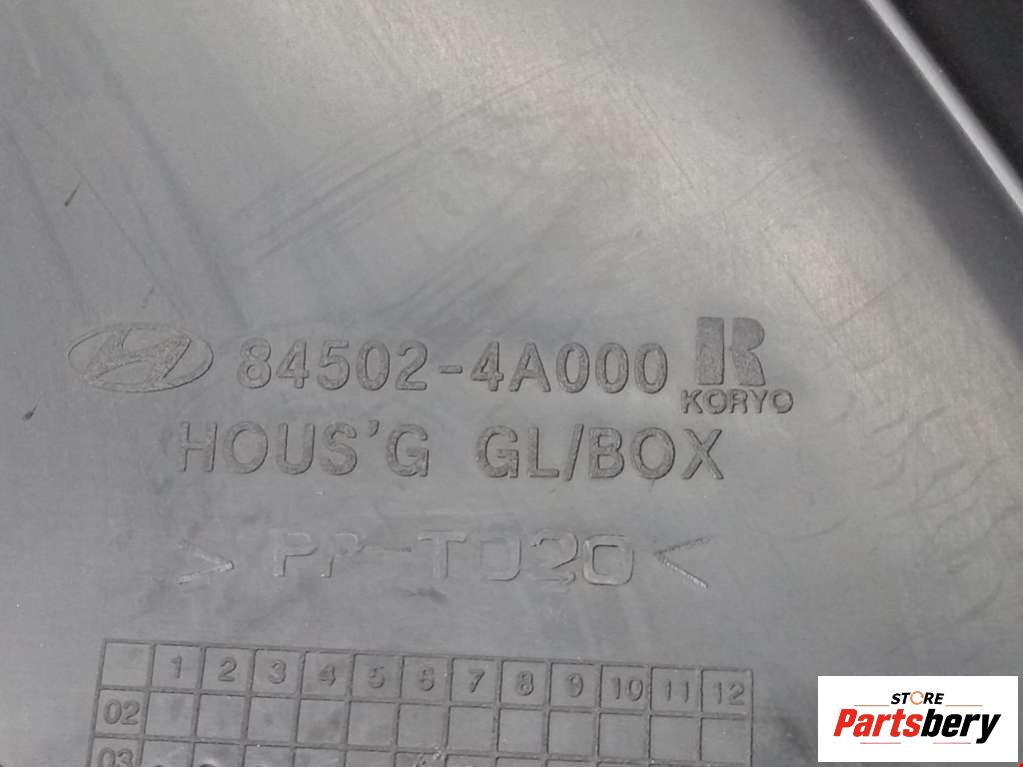 84502-4A000
KORYO
HOUS'G GL/BOX
>PP-TD20<
1 2 3 4 5 6 7 8 9 10 11 12
02
03
STORE
Partsbery